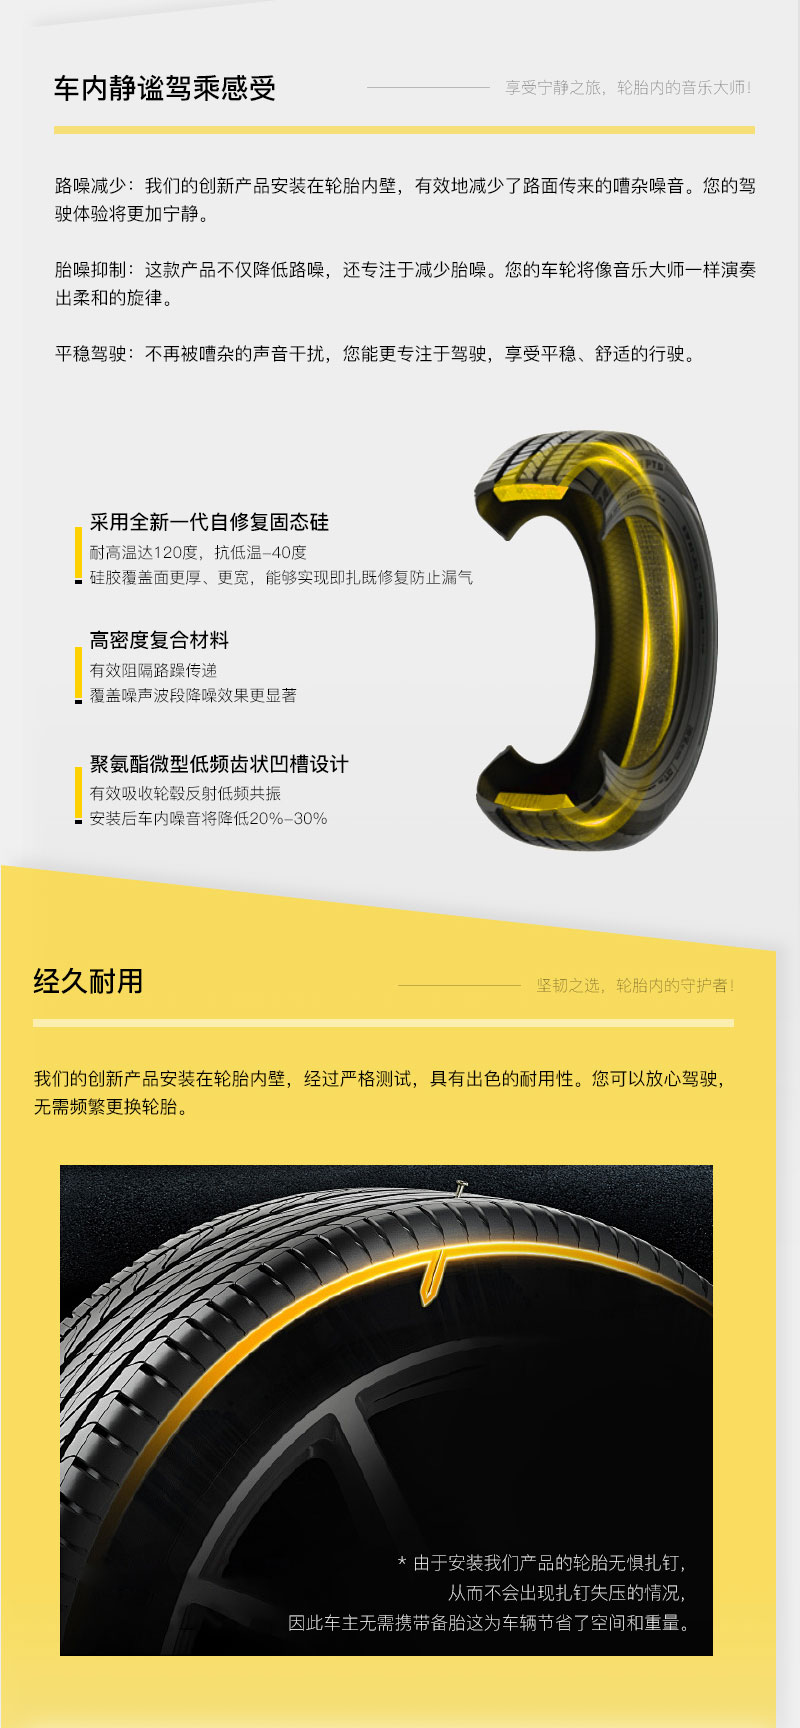 车内静谧驾乘感受
享受宁静之旅，轮胎内的音乐大师！
路噪减少：我们的创新产品安装在轮胎内壁，有效地减少了路面传来的嘈杂噪音。您的驾
驶体验将更加宁静。
胎噪抑制：这款产品不仅降低路噪，还专注于减少胎噪。您的车轮将像音乐大师一样演奏
出柔和的旋律。
平稳驾驶：不再被嘈杂的声音干扰，您能更专注于驾驶，享受平稳、舒适的行驶。
采用全新一代自修复固态硅
耐高温达120度，抗低温-40度
硅胶覆盖面更厚、更宽，能够实现即扎既修复防止漏气
高密度复合材料
有效阻隔路躁传递
覆盖噪声波段降噪效果更显著
聚氨酯微型低频齿状凹槽设计
有效吸收轮毂反射低频共振
安装后车内噪音将降低20%-30%
经久耐用
坚韧之选，轮胎内的守护者！
我们的创新产品安装在轮胎内壁，经过严格测试，具有出色的耐用性。您可以放心驾驶，
无需频繁更换轮胎。
* 由于安装我们产品的轮胎无惧扎钉，
从而不会出现扎钉失压的情况，
因此车主无需携带备胎这为车辆节省了空间和重量。